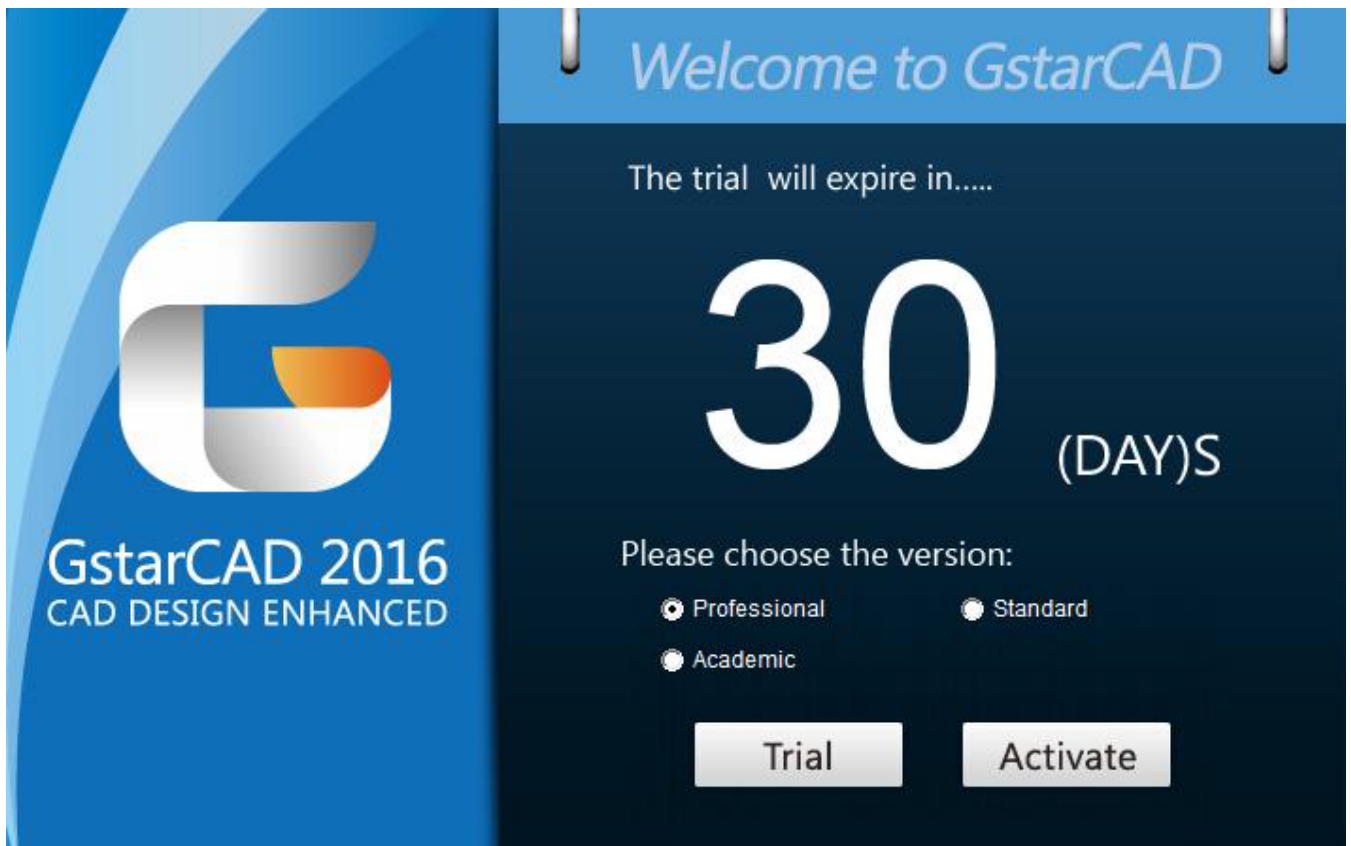 GstarCAD 2016
CAD DESIGN ENHANCED
Welcome to GstarCAD
The trial will expire in.....
30
(DAY)S
Please choose the version:
Professional
Standard
Academic
Trial
Activate